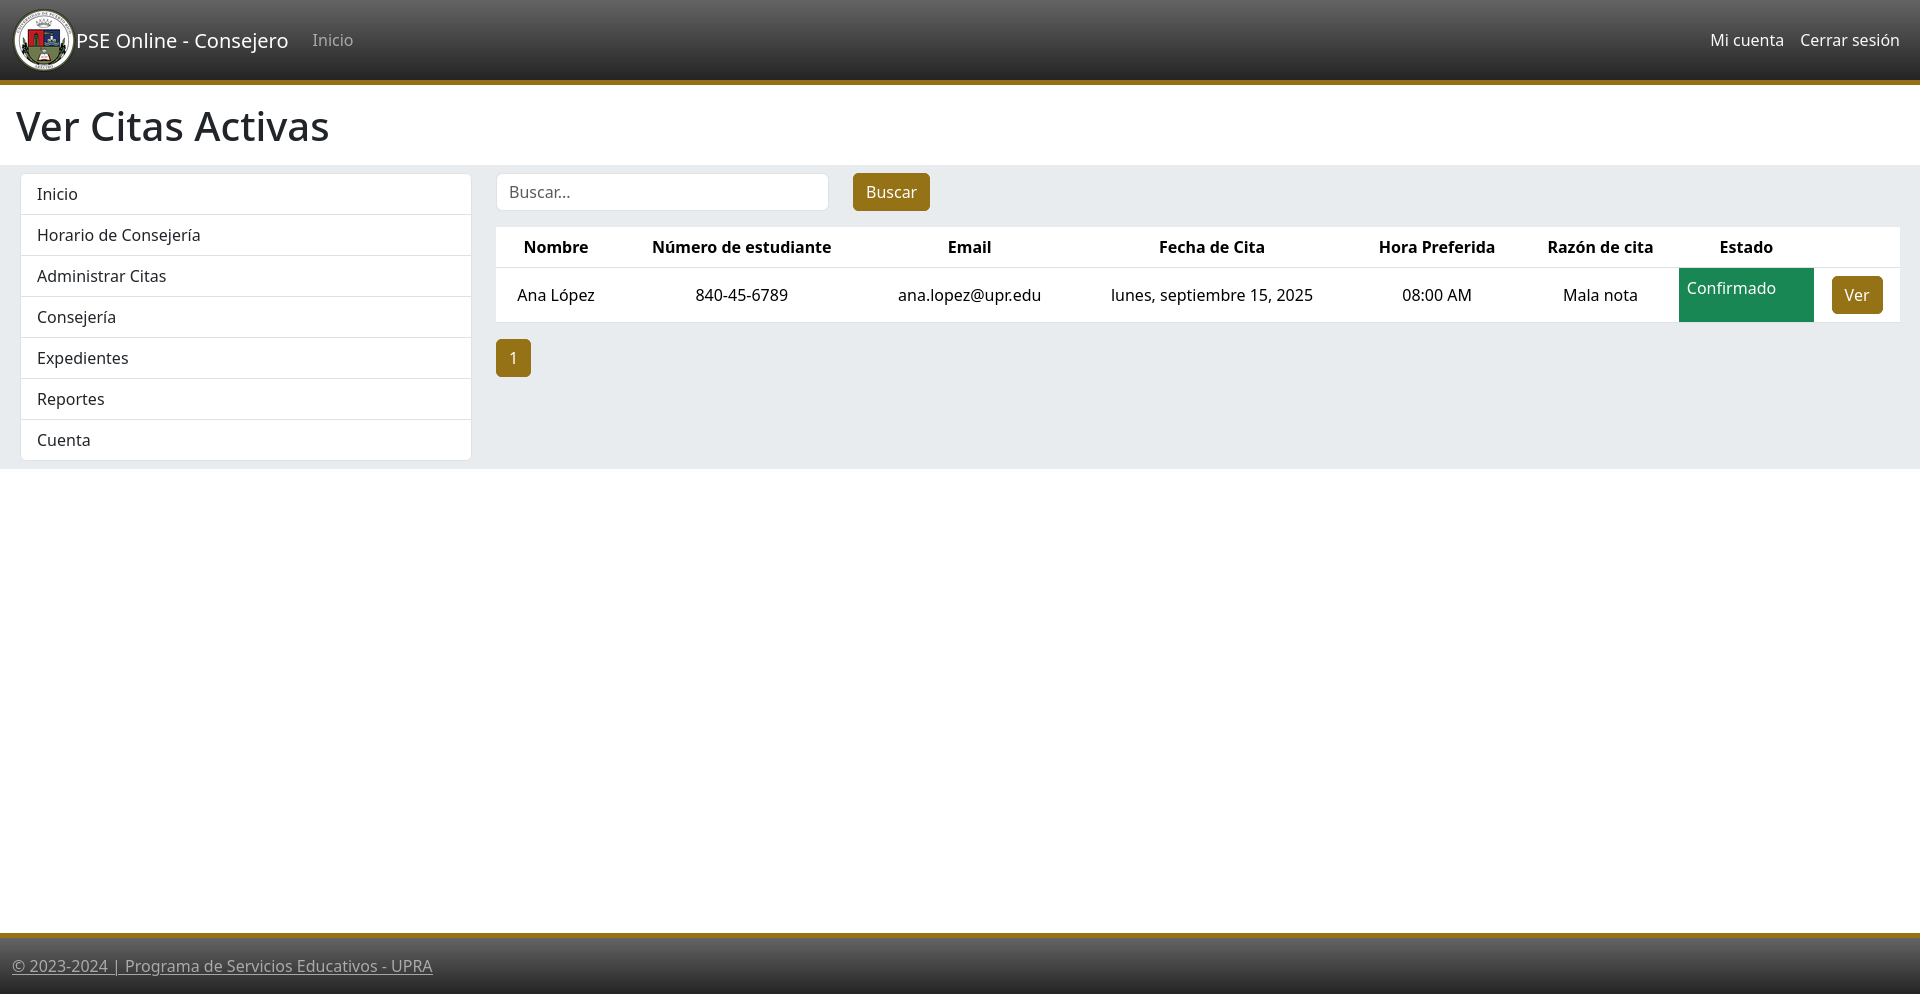 PSE Online - Consejero Inicio Mi cuenta Cerrar sesión
Ver Citas Activas
Inicio
Horario de Consejería
Administrar Citas
Consejería
Expedientes
Reportes
Cuenta
Buscar... Buscar
Nombre Número de estudiante Email Fecha de Cita Hora Preferida Razón de cita Estado
Ana López 840-45-6789 ana.lopez@upr.edu lunes, septiembre 15, 2025 08:00 AM Mala nota Confirmado Ver
1
© 2023-2024 | Programa de Servicios Educativos - UPRA